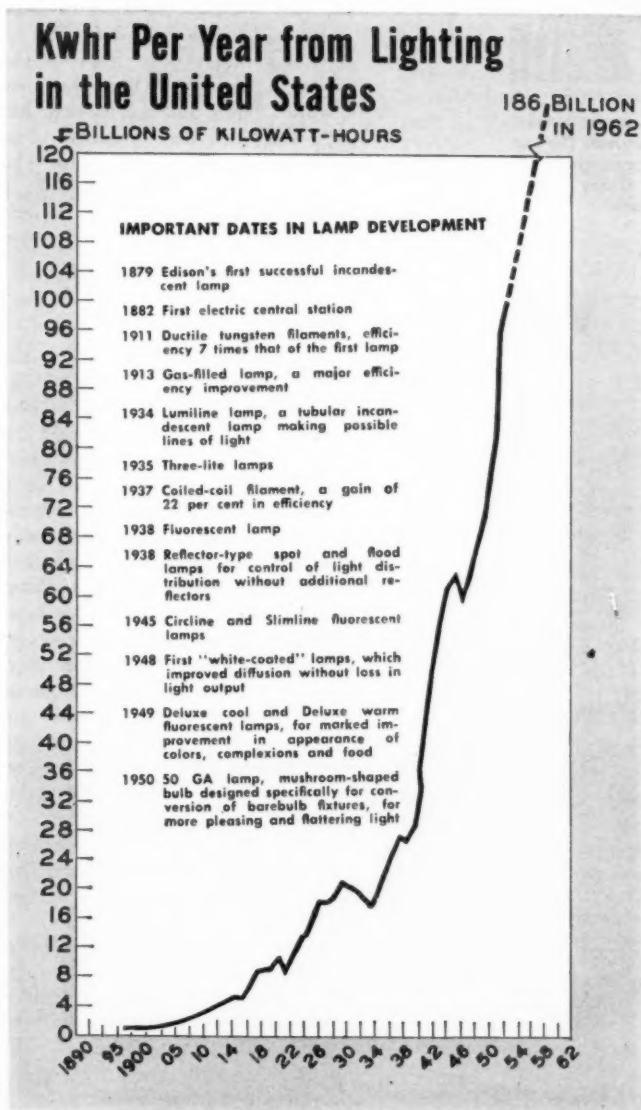 Kwhr Per Year from Lighting
in the United States
186 BILLION
IN 1962
BILLIONS OF KILOWATT-HOURS
120
116
112
108
104
100
96
92
88
84
80
76
72
68
64
60
56
52
48
44
40
36
32
28
24
20
16
12
8
4
0
IMPORTANT DATES IN LAMP DEVELOPMENT
1879 Edison's first successful incandes-
cent lamp
1882 First electric central station
1911 Ductile tungsten filaments, effici-
ency 7 times that of the first lamp
1913 Gas-filled lamp, a major effici-
ency improvement
1934 Lumiline lamp, a tubular incan-
descent lamp making possible
lines of light
1935 Three-lite lamps
1937 Coiled-coil filament, a gain of
22 per cent in efficiency
1938 Fluorescent lamp
1938 Reflector-type spot and flood
lamps for control of light dis-
tribution without additional re-
flectors
1945 Circline and Slimline fluorescent
lamps
1948 First "white-coated" lamps, which
improved diffusion without loss in
light output
1949 Deluxe cool and Deluxe warm
fluorescent lamps, for marked im-
provement in appearance of
colors, complexions and food
1950 50 GA lamp, mushroom-shaped
bulb designed specifically for con-
version of barebulb fixtures, for
more pleasing and flattering light
1890 95 1900 05 10 14 18 22 26 30 34 38 42 46 50 54 58 62